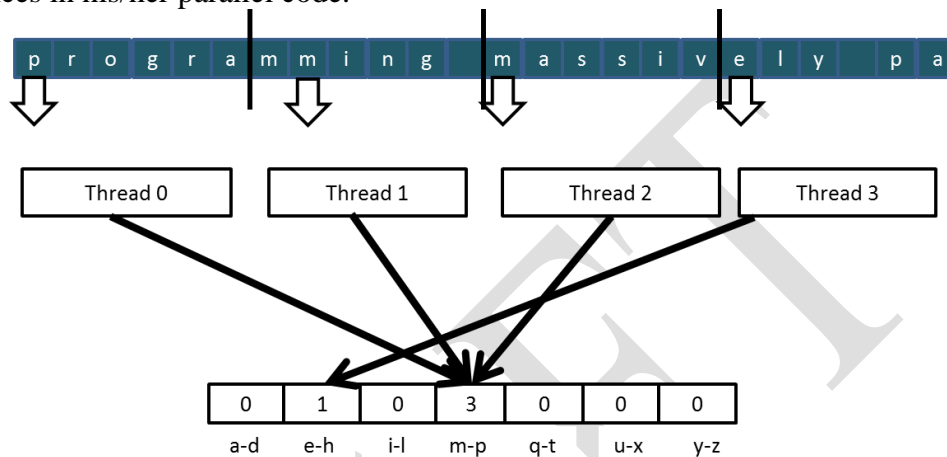 ces in his/her parallel code.
p r o g r a m m i n g m a s s i v e l y p a
Thread 0 Thread 1 Thread 2 Thread 3
0 1 0 3 0 0 0
a-d e-h i-l m-p q-t u-x y-z